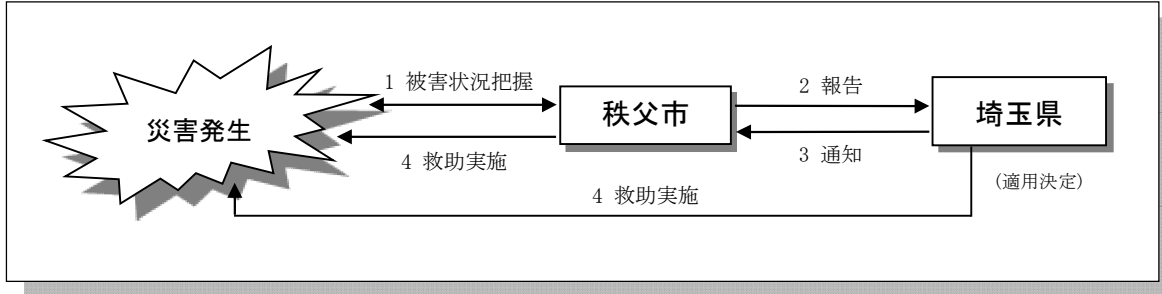 1 被害状況把握
2 報告
災害発生
秩父市
埼玉県
4 救助実施
3 通知
(適用決定)
4 救助実施